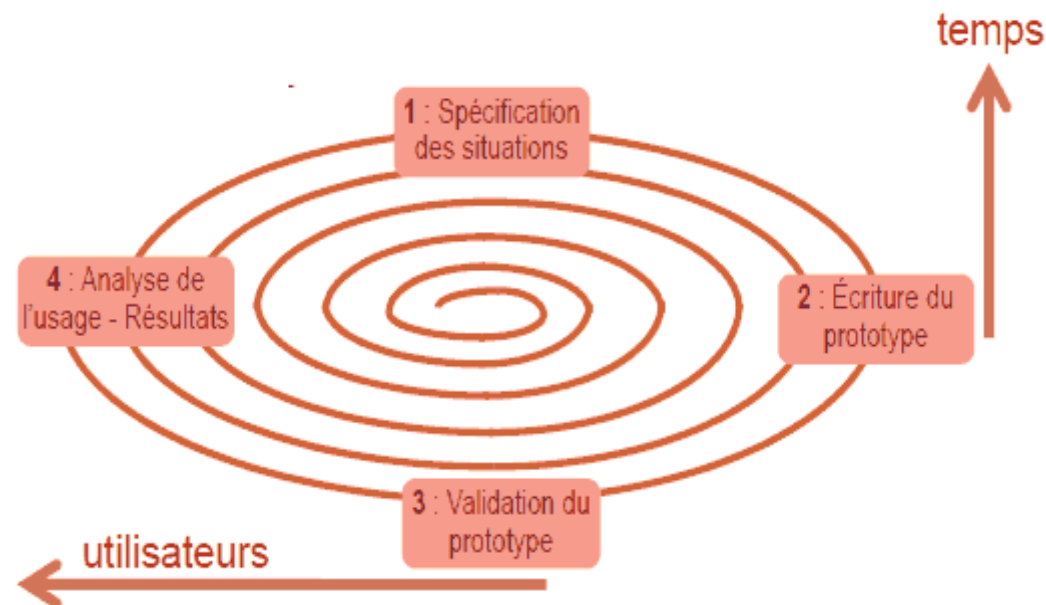 temps
1 : Spécification
des situations
4 : Analyse de
l'usage - Résultats
2 : Écriture du
prototype
3 : Validation du
prototype
utilisateurs